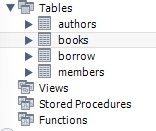 Tables
authors
books
borrow
members
Views
Stored Procedures
Functions